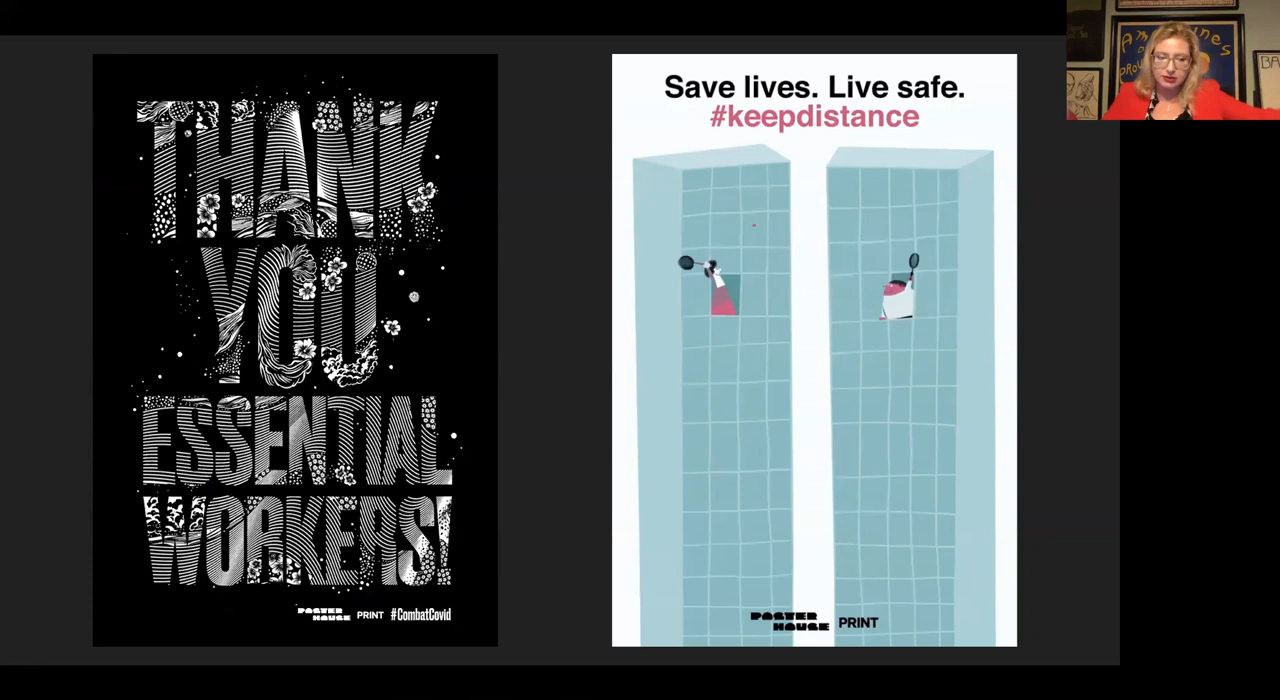 THANK
YOU
ESSENTIAL
WORKERS!
POSTER
HOUSE
PRINT
#CombatCovid
Save lives. Live safe.
#keepdistance
POSTER
HOUSE
PRINT